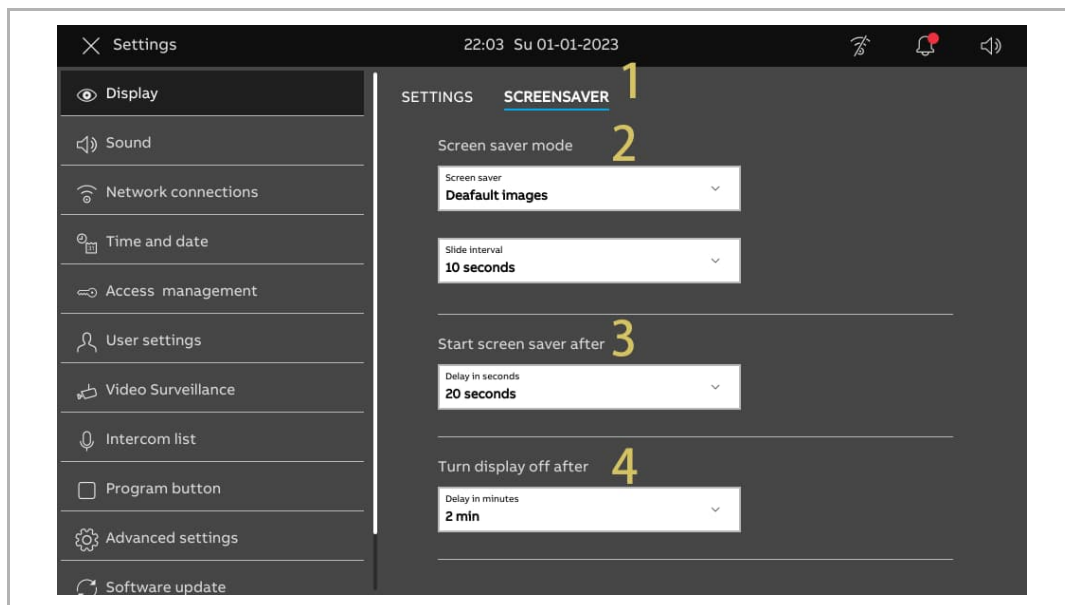 Settings
22:03 Su 01-01-2023
Display
Sound
Network connections
Time and date
Access management
User settings
Video Surveillance
Intercom list
Program button
Advanced settings
Software update
SETTINGS SCREENSAVER 1
Screen saver mode 2
Screen saver
Deafault images
Slide interval
10 seconds
Start screen saver after 3
Delay in seconds
20 seconds
Turn display off after 4
Delay in minutes
2 min